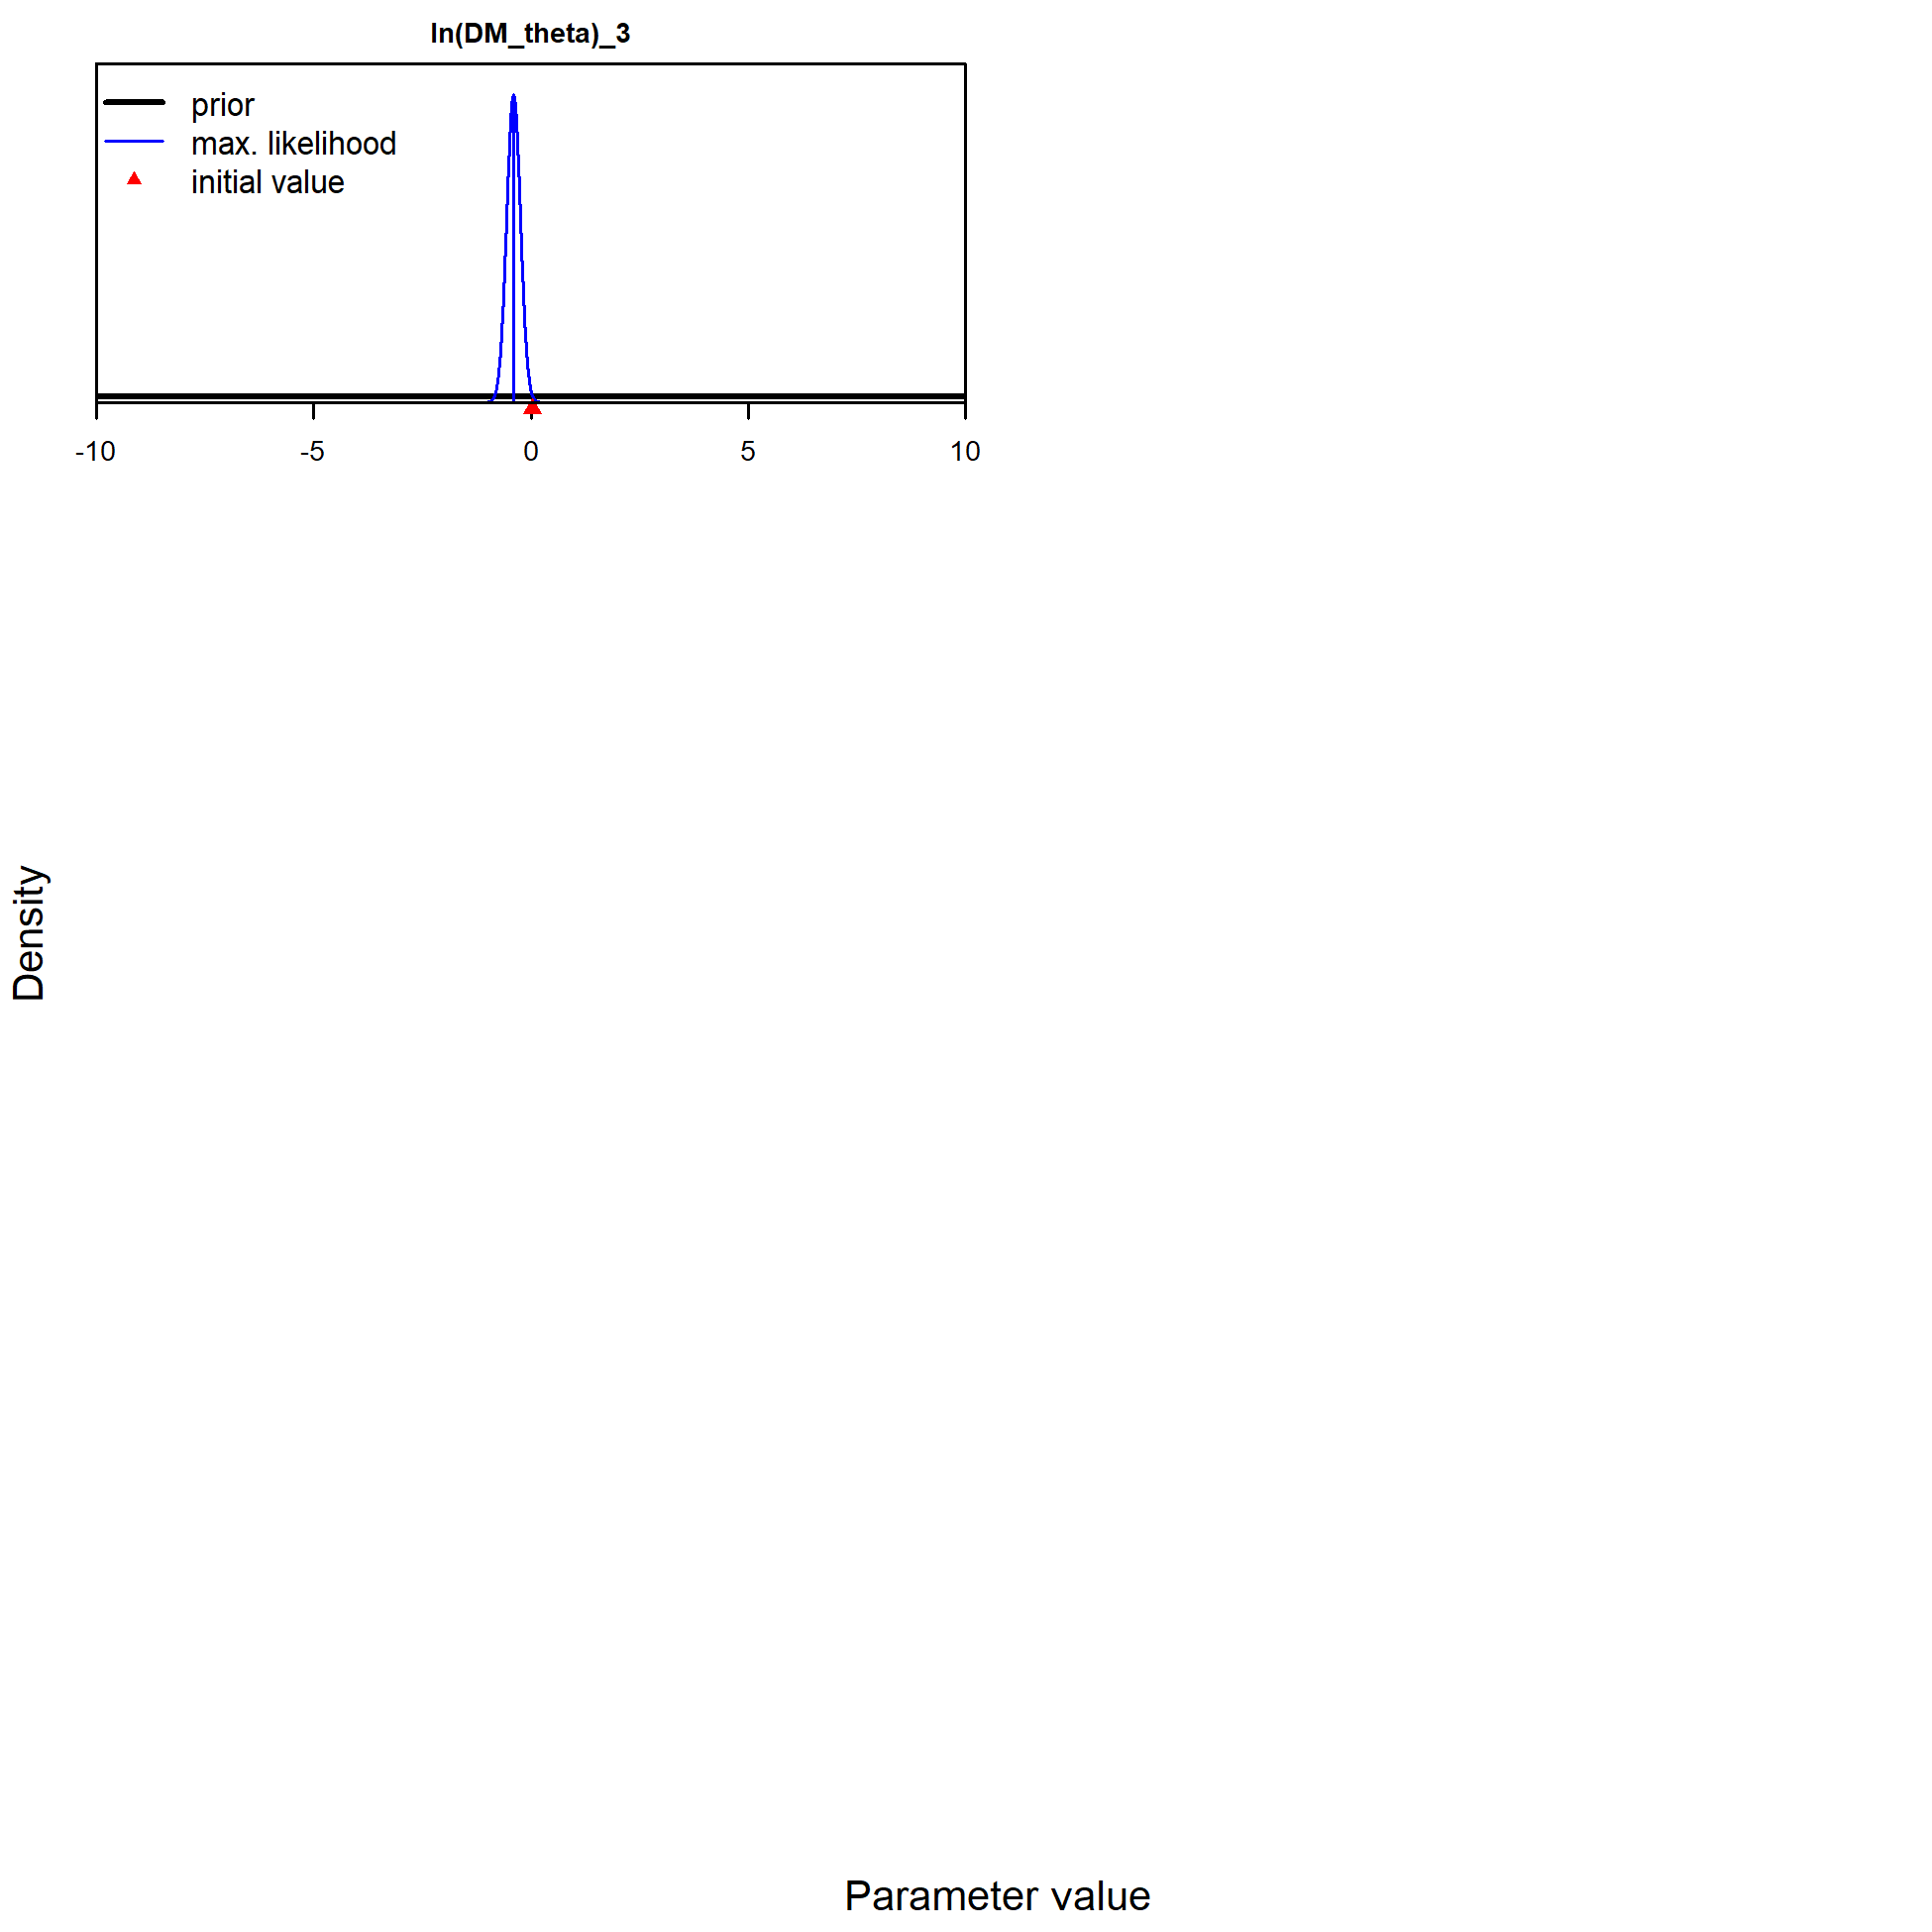 ln(DM_theta)_3
prior
max. likelihood
initial value
-10 -5 0 5 10
Density
Parameter value